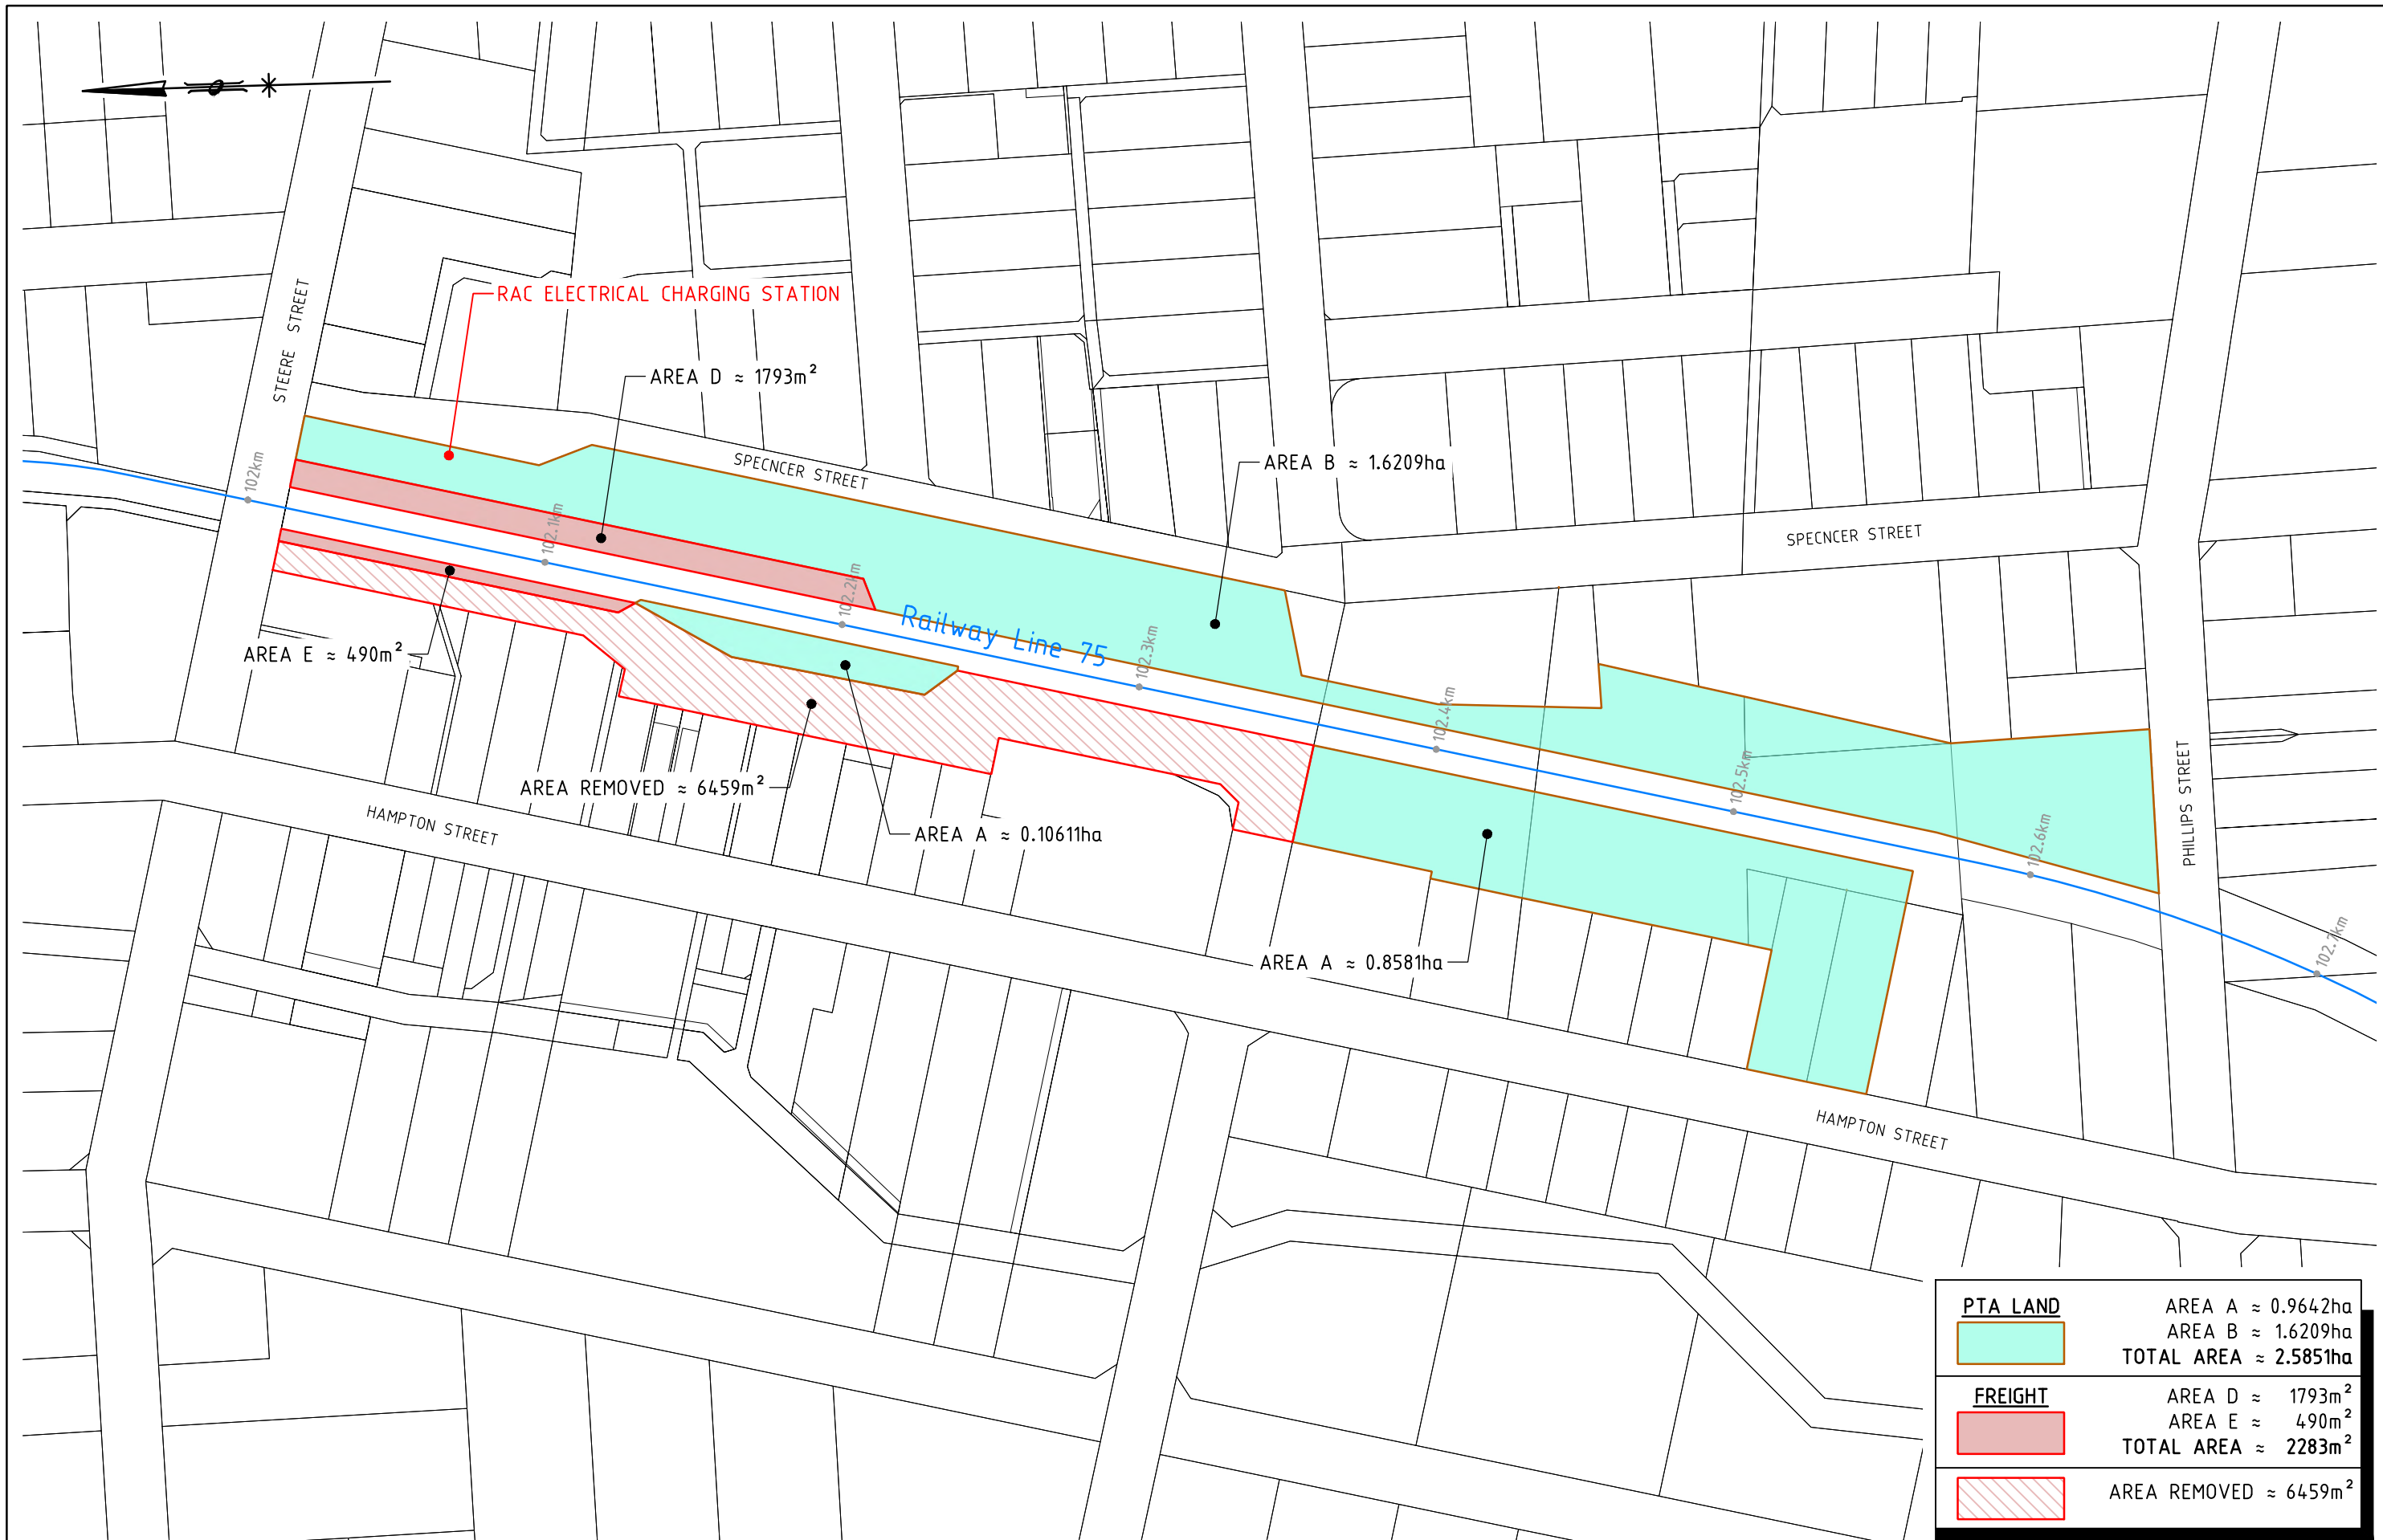 RAC ELECTRICAL CHARGING STATION
STEERE STREET
AREA D ≈ 1793m²
SPECNCER STREET
AREA B ≈ 1.6209ha
102km
102.1km
102.2km
Railway Line 75
102.3km
SPECNCER STREET
AREA E ≈ 490m²
102.4km
102.5km
102.6km
102.7km
PHILLIPS STREET
AREA REMOVED ≈ 6459m²
HAMPTON STREET
AREA A ≈ 0.10611ha
AREA A ≈ 0.8581ha
HAMPTON STREET
PTA LAND
AREA A ≈ 0.9642ha
AREA B ≈ 1.6209ha
TOTAL AREA ≈ 2.5851ha
FREIGHT
AREA D ≈ 1793m²
AREA E ≈ 490m²
TOTAL AREA ≈ 2283m²
AREA REMOVED ≈ 6459m²